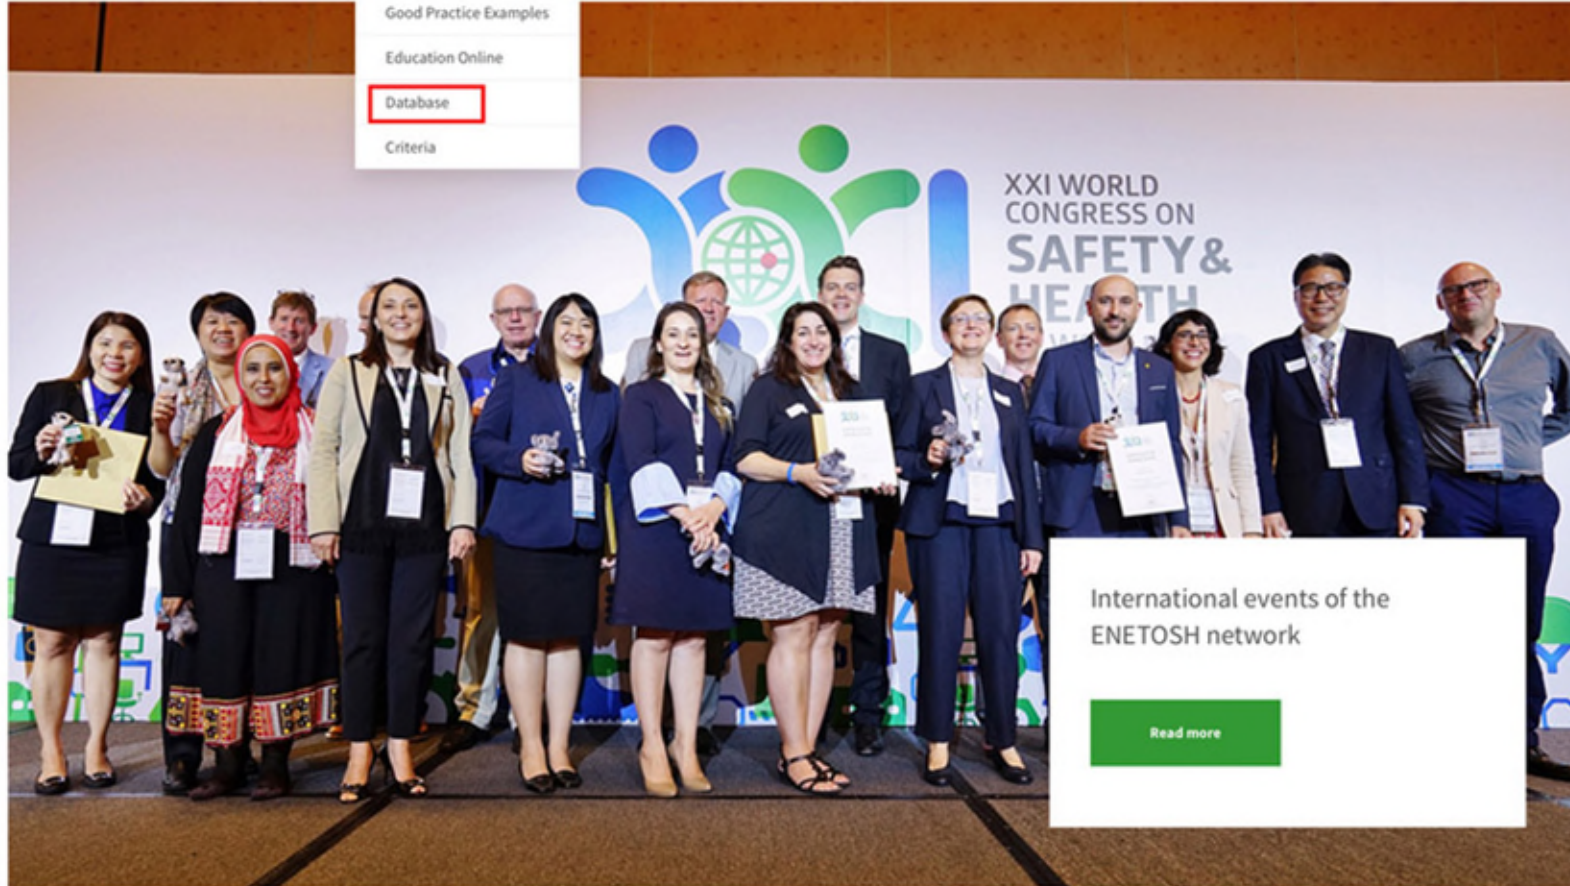 Good Practice Examples
Education Online
Database
Criteria
XXI WORLD
CONGRESS ON
SAFETY&
HEALTH
International events of the
ENETOSH network
Read more